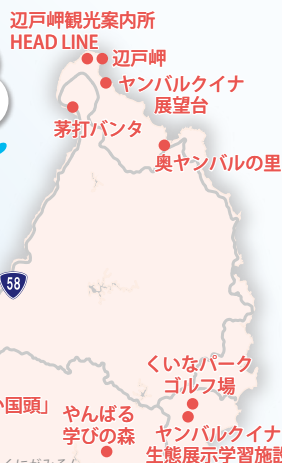 辺戸岬観光案内所
HEAD LINE
辺戸岬
ヤンバルクイナ
展望台
茅打バンタ
奥ヤンバルの里
58
くいなパーク
ゴルフ場
国頭」
やんばる
学びの森
ヤンバルクイナ
生態展示学習施設